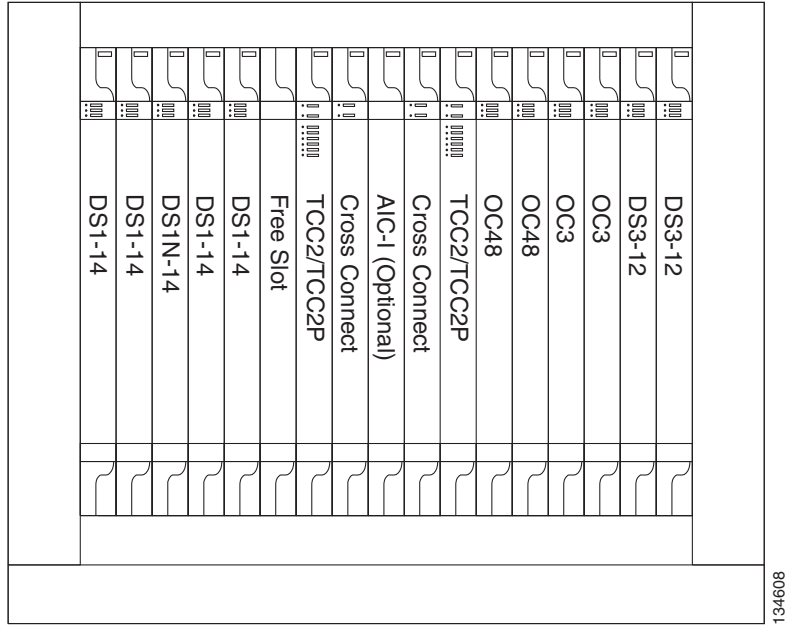 DS1-14
DS1-14
DS1N-14
DS1-14
DS1-14
Free Slot
TCC2/TCC2P
Cross Connect
AIC-I (Optional)
Cross Connect
TCC2/TCC2P
OC48
OC48
OC3
OC3
DS3-12
DS3-12
134608